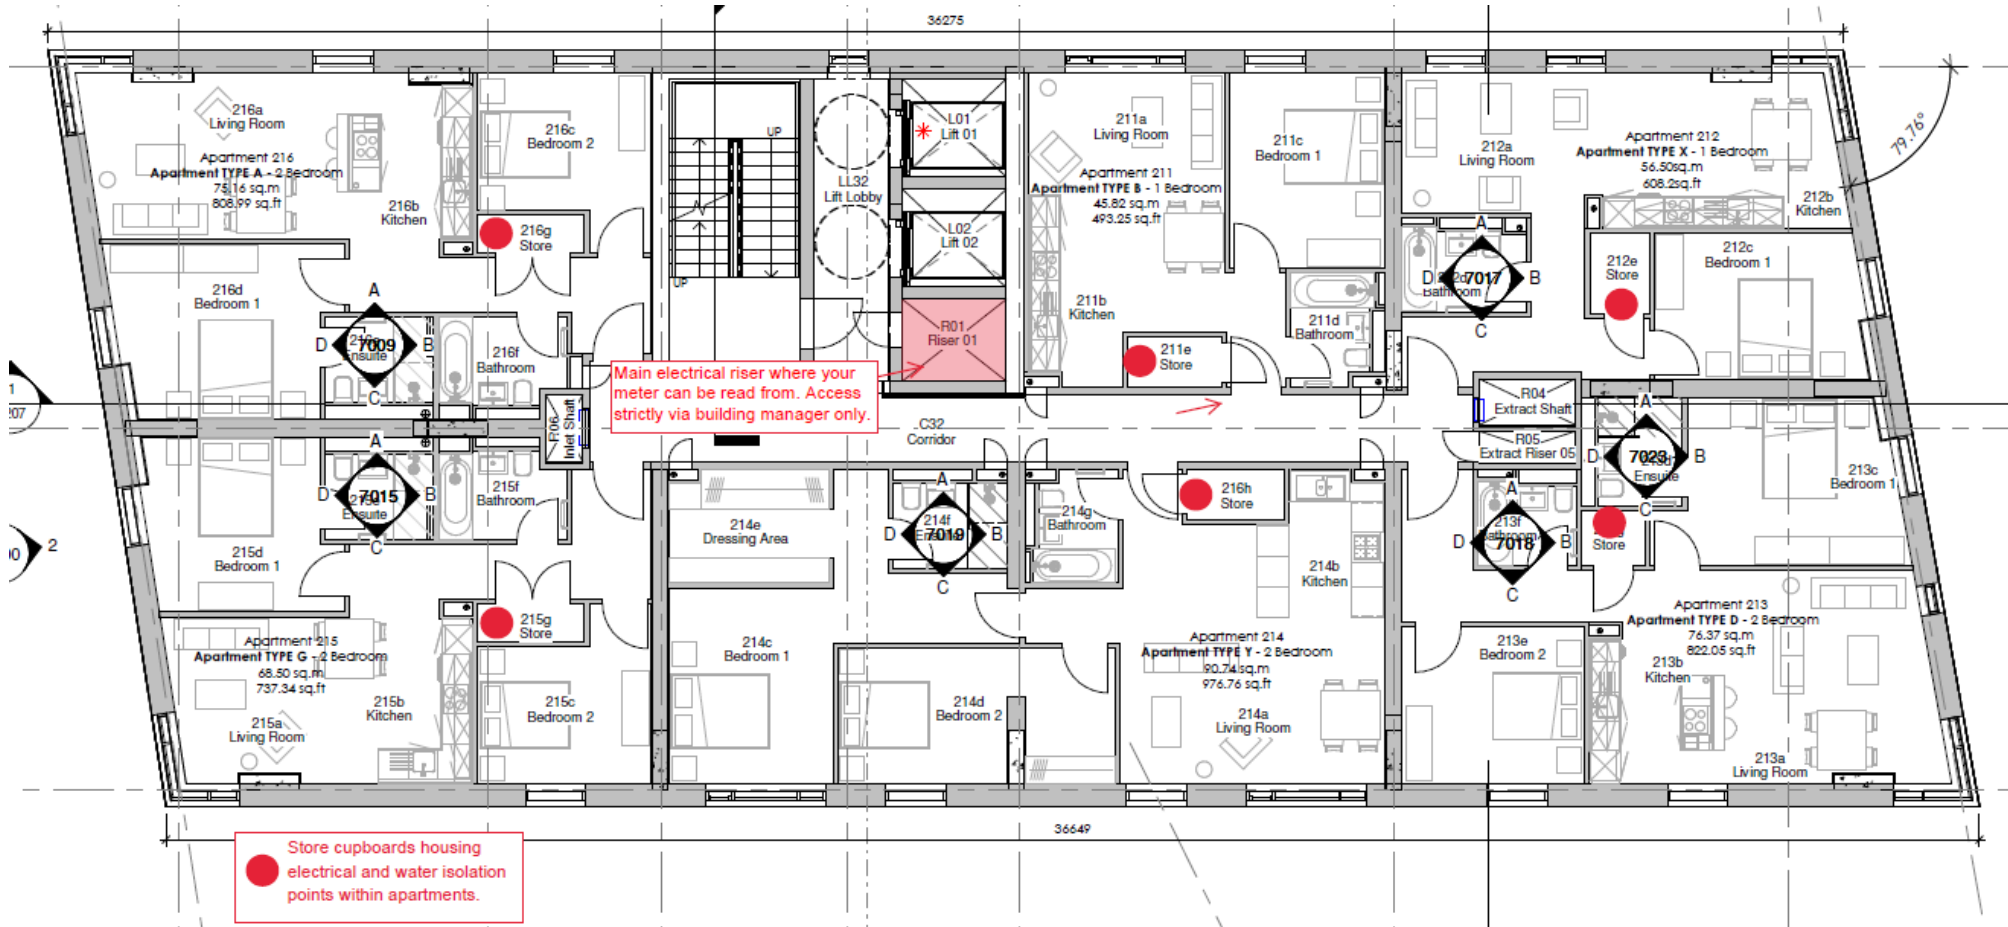 36275
79.76°
216a
Living Room
Apartment 216
Apartment TYPE A - 2 Bedroom
75.16 sq.m
808.99 sq.ft
216b
Kitchen
216c
Bedroom 2
216g
Store
216d
Bedroom 1
A
D
7009
B
C
Ensuite
216f
Bathroom
UP
UP
LL32
Lift Lobby
L01
Lift 01
L02
Lift 02
R01
Riser 01
Main electrical riser where your
meter can be read from. Access
strictly via building manager only.
211a
Living Room
Apartment 211
Apartment TYPE B - 1 Bedroom
45.82 sq.m
493.25 sq.ft
211b
Kitchen
211c
Bedroom 1
211d
Bathroom
211e
Store
212a
Living Room
Apartment 212
Apartment TYPE X - 1 Bedroom
56.50sq.m
608.2sq.ft
212b
Kitchen
212c
Bedroom 1
212e
Store
A
D
7017
B
C
Bathroom
R04
Extract Shaft
R05
Extract Riser 05
R06
Inlet Shaft
C32
Corridor
1
207
2
A
D
7015
B
C
Ensuite
215f
Bathroom
215d
Bedroom 1
215g
Store
Apartment 215
Apartment TYPE G - 2 Bedroom
68.50 sq.m
737.34 sq.ft
215b
Kitchen
215a
Living Room
215c
Bedroom 2
214e
Dressing Area
A
214f
D
7019
B
C
214g
Bathroom
216h
Store
214b
Kitchen
214c
Bedroom 1
214d
Bedroom 2
Apartment 214
Apartment TYPE Y - 2 Bedroom
90.74 sq.m
976.76 sq.ft
214a
Living Room
A
D
7023
B
C
Ensuite
213c
Bedroom 1
A
213f
D
7018
B
C
Bathroom
Store
213e
Bedroom 2
Apartment 213
Apartment TYPE D - 2 Bedroom
76.37 sq.m
822.05 sq.ft
213b
Kitchen
213a
Living Room
36649
Store cupboards housing
electrical and water isolation
points within apartments.